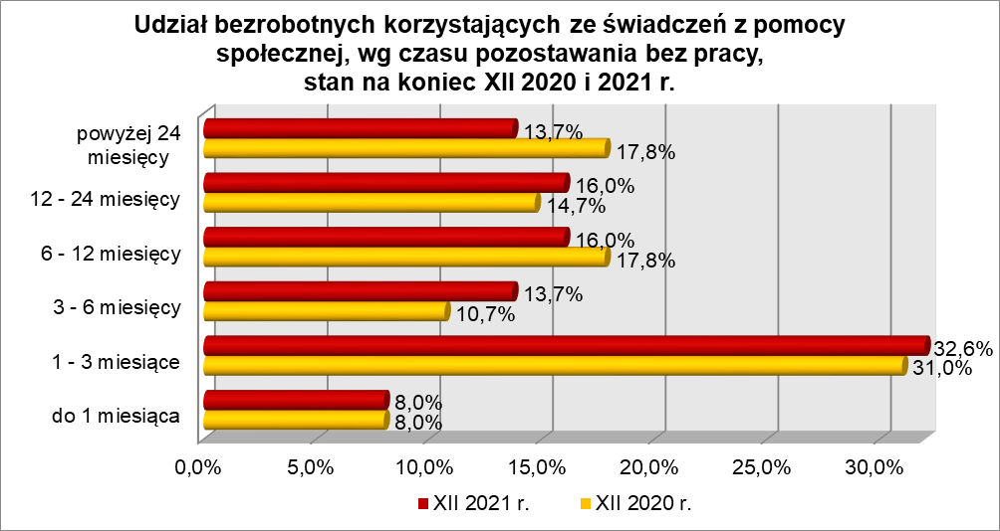 Udział bezrobotnych korzystających ze świadczeń z pomocy
społecznej, wg czasu pozostawania bez pracy,
stan na koniec XII 2020 i 2021 r.
powyżej 24
miesięcy
13,7%
17,8%
12 - 24 miesięcy
16,0%
14,7%
6 - 12 miesięcy
16,0%
17,8%
3 - 6 miesięcy
13,7%
10,7%
1 - 3 miesiące
32,6%
31,0%
do 1 miesiąca
8,0%
8,0%
0,0% 5,0% 10,0% 15,0% 20,0% 25,0% 30,0%
XII 2021 r. XII 2020 r.